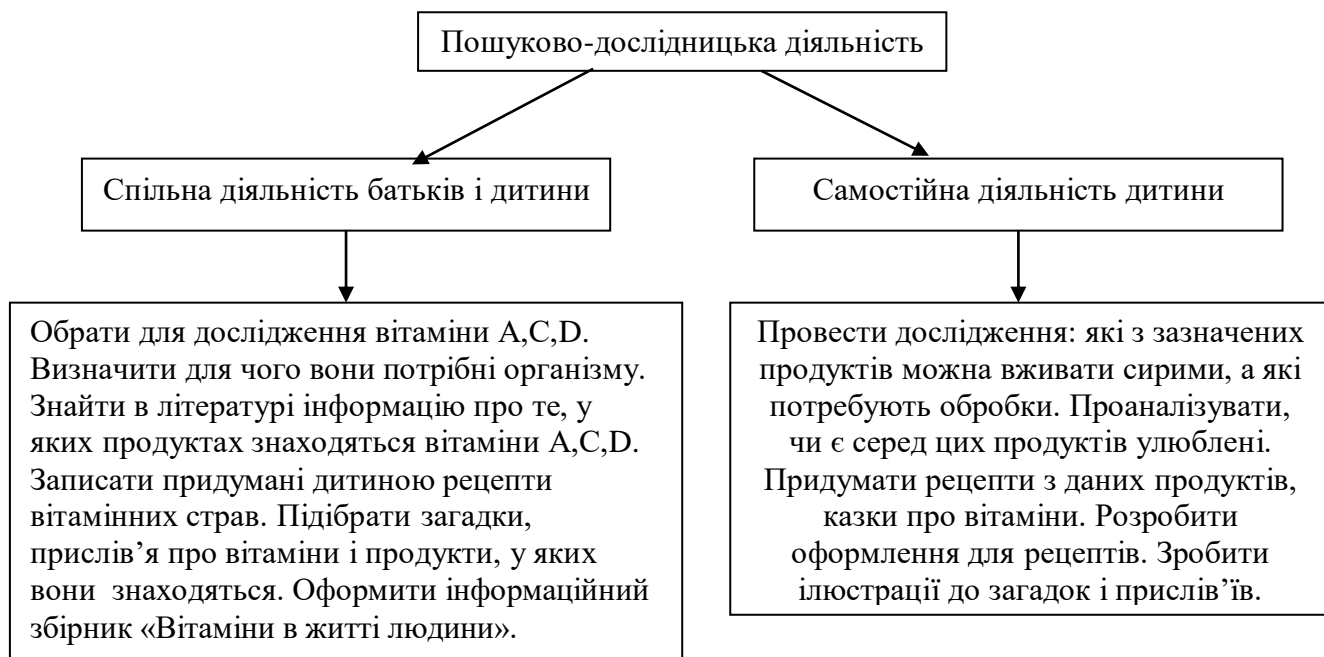 Пошуково-дослідницька діяльність
Спільна діяльність батьків і дитини
Самостійна діяльність дитини
Обрати для дослідження вітаміни А,С,D.
Визначити для чого вони потрібні організму.
Знайти в літературі інформацію про те, у
яких продуктах знаходяться вітаміни А,С,D.
Записати придумані дитиною рецепти
вітамінних страв. Підібрати загадки,
прислів’я про вітаміни і продукти, у яких
вони знаходяться. Оформити інформаційний
збірник «Вітаміни в житті людини».
Провести дослідження: які з зазначених
продуктів можна вживати сирими, а які
потребують обробки. Проаналізувати,
чи є серед цих продуктів улюблені.
Придумати рецепти з даних продуктів,
казки про вітаміни. Розробити
оформлення для рецептів. Зробити
ілюстрації до загадок і прислів’їв.